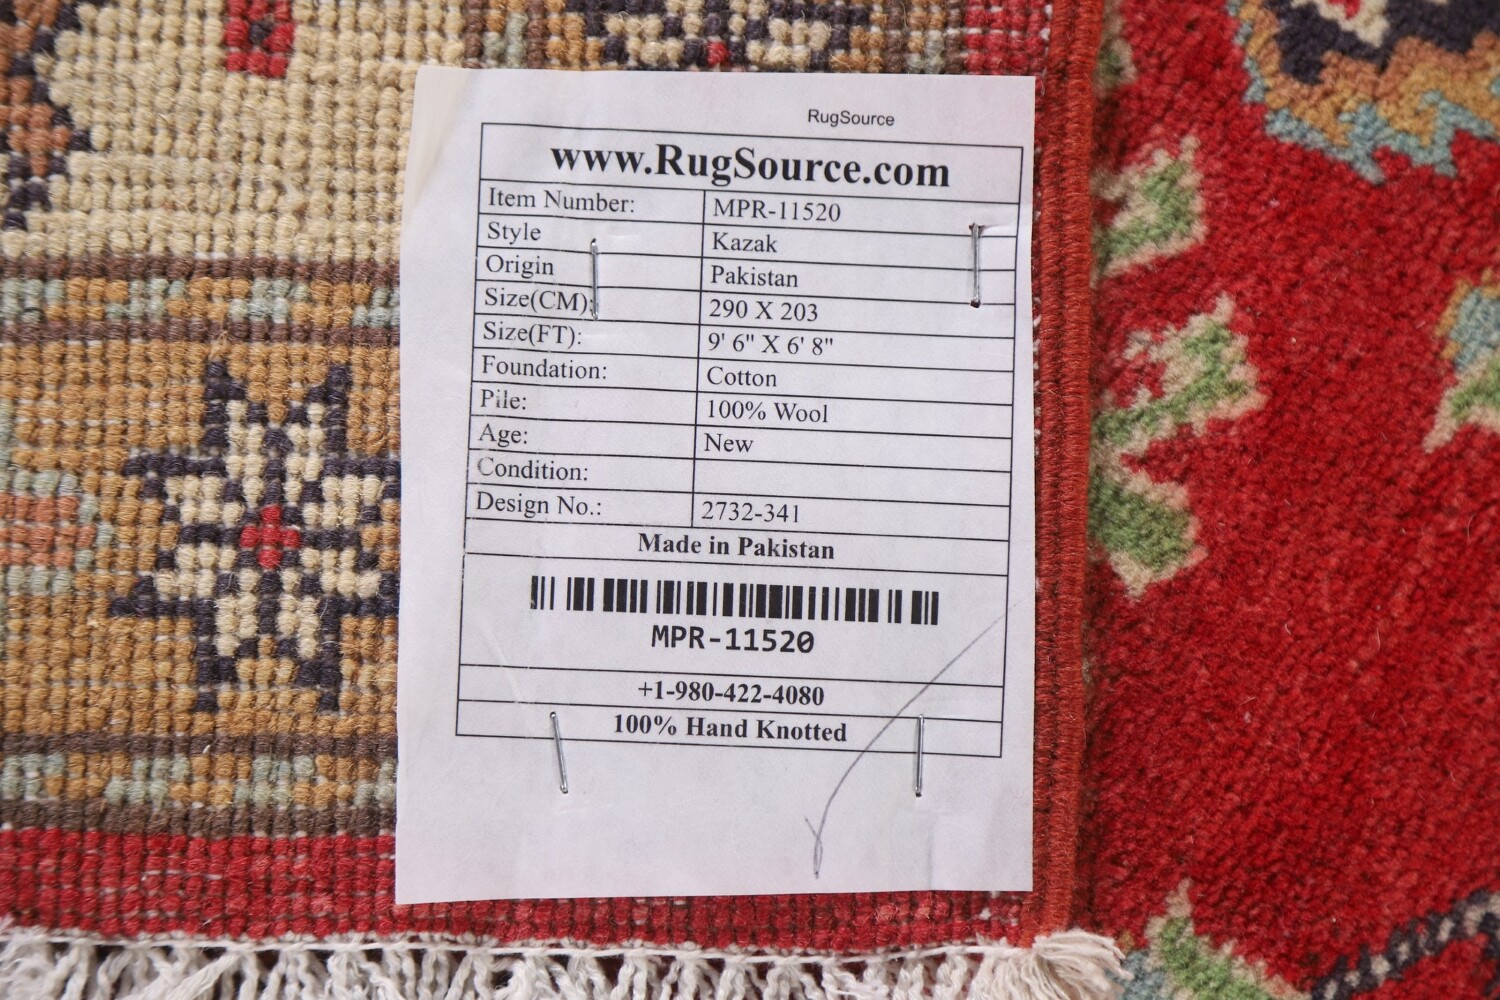 RugSource
www.RugSource.com
Item Number: MPR-11520
Style Kazak
Origin Pakistan
Size(CM): 290 X 203
Size(FT): 9' 6" X 6' 8"
Foundation: Cotton
Pile: 100% Wool
Age: New
Condition:
Design No.: 2732-341
Made in Pakistan
MPR-11520
+1-980-422-4080
100% Hand Knotted